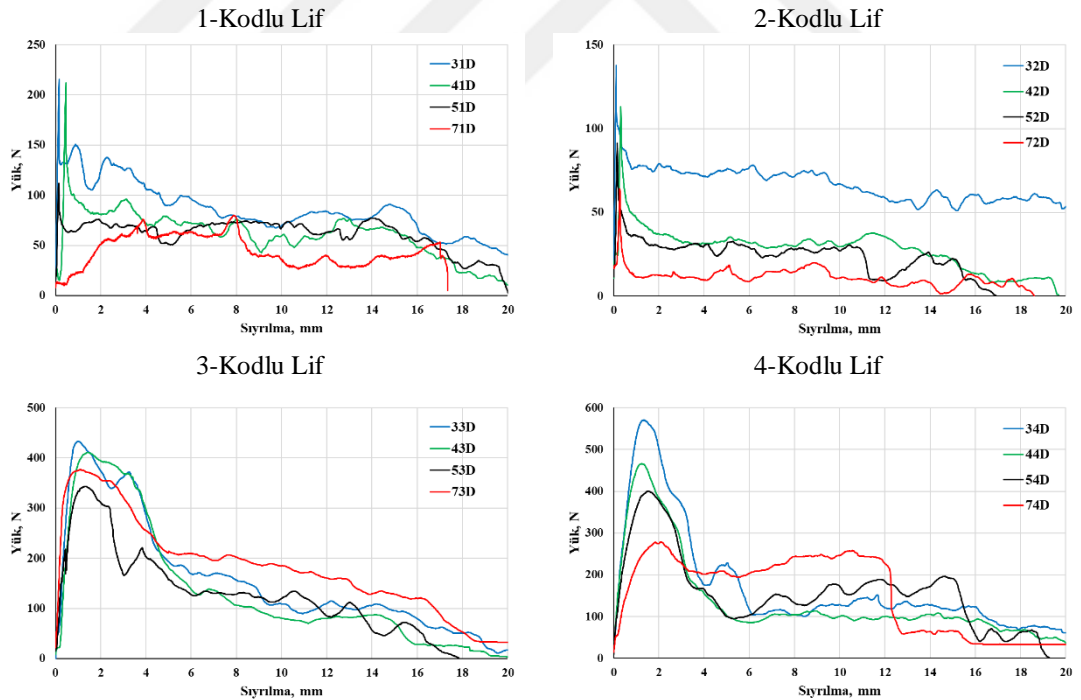 1-Kodlu Lif
2-Kodlu Lif
250
200
150
100
50
0
Yük, N
31D
41D
51D
71D
0 2 4 6 8 10 12 14 16 18 20
Sıyrılma, mm
150
100
50
0
Yük, N
32D
42D
52D
72D
0 2 4 6 8 10 12 14 16 18 20
Sıyrılma, mm
3-Kodlu Lif
4-Kodlu Lif
500
400
300
200
100
0
Yük, N
33D
43D
53D
73D
0 2 4 6 8 10 12 14 16 18 20
Sıyrılma, mm
600
500
400
300
200
100
0
Yük, N
34D
44D
54D
74D
0 2 4 6 8 10 12 14 16 18 20
Sıyrılma, mm